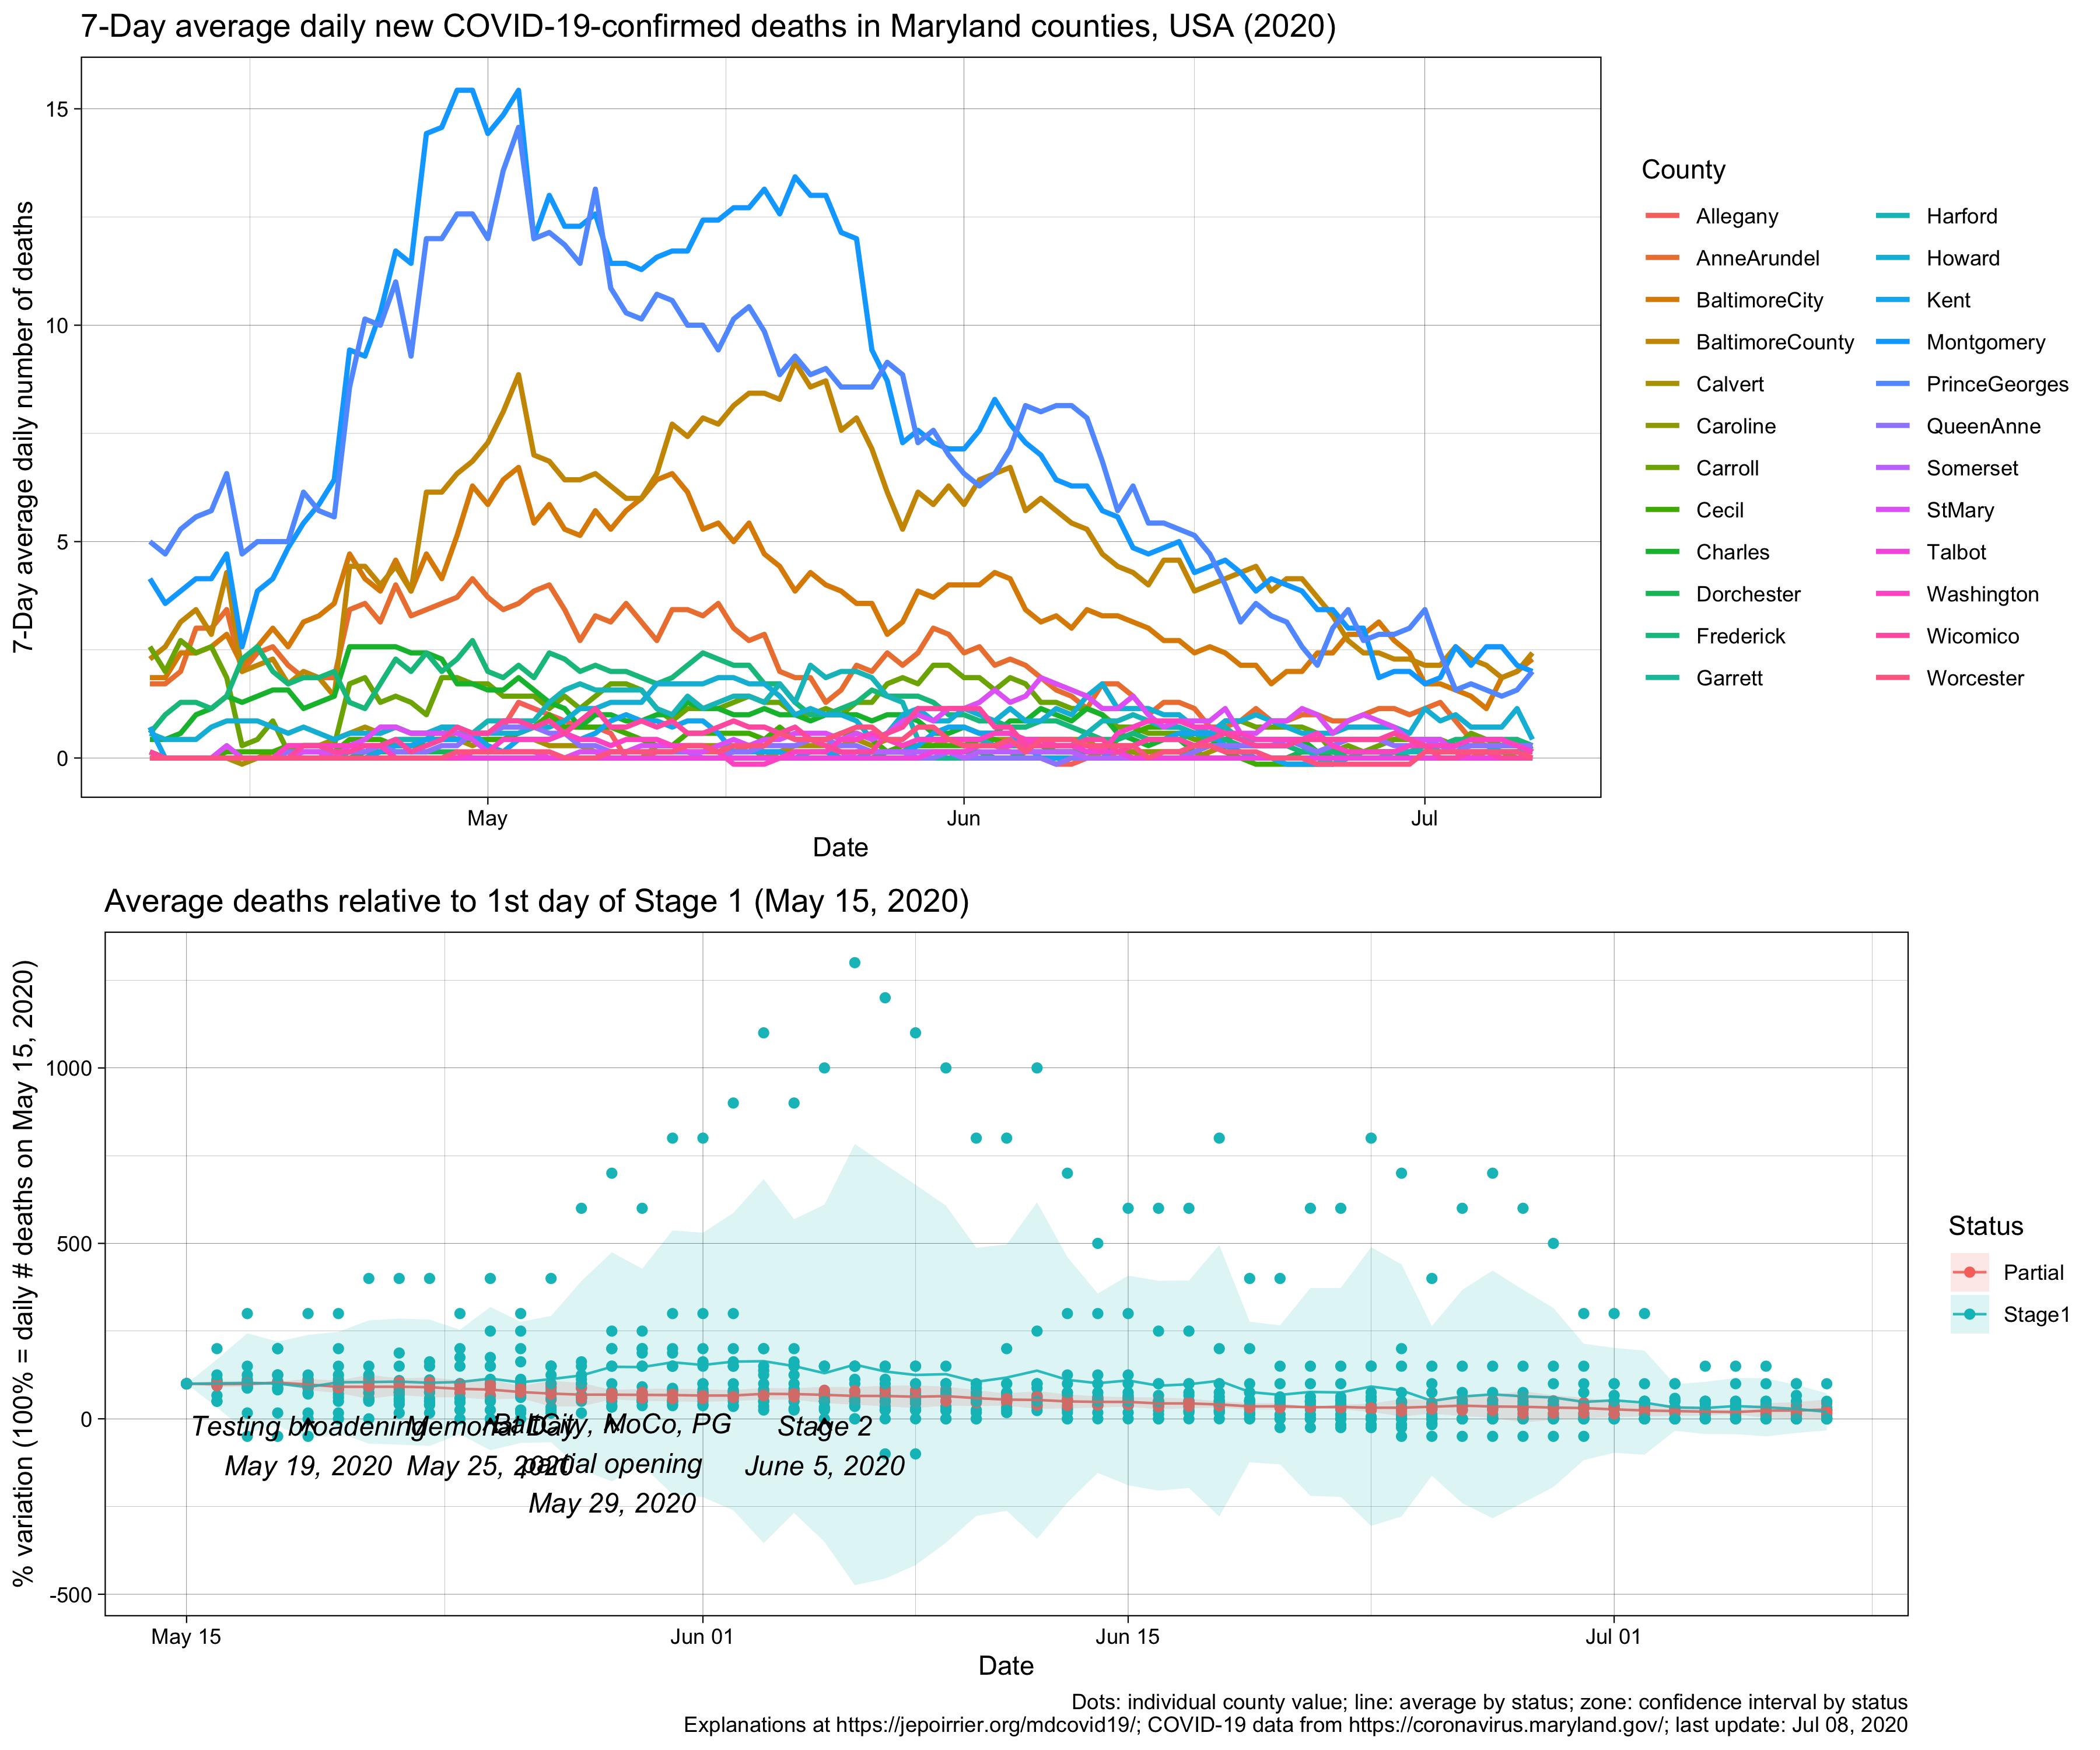 7-Day average daily new COVID-19-confirmed deaths in Maryland counties, USA (2020)
7-Day average daily number of deaths
15
10
5
0
May
Jun
Jul
Date
County
Allegany
AnneArundel
BaltimoreCity
BaltimoreCounty
Calvert
Caroline
Carroll
Cecil
Charles
Dorchester
Frederick
Garrett
Harford
Howard
Kent
Montgomery
PrinceGeorges
QueenAnne
Somerset
StMary
Talbot
Washington
Wicomico
Worcester
Average deaths relative to 1st day of Stage 1 (May 15, 2020)
% variation (100% = daily # deaths on May 15, 2020)
1000
500
0
-500
Testing broadening
May 19, 2020
Memorial Day
May 25, 2020
BaltCity, MoCo, PG
partial opening
May 29, 2020
Stage 2
June 5, 2020
May 15
Jun 01
Jun 15
Jul 01
Date
Status
Partial
Stage1
Dots: individual county value; line: average by status; zone: confidence interval by status
Explanations at https://jepoirrier.org/mdcovid19/; COVID-19 data from https://coronavirus.maryland.gov/; last update: Jul 08, 2020